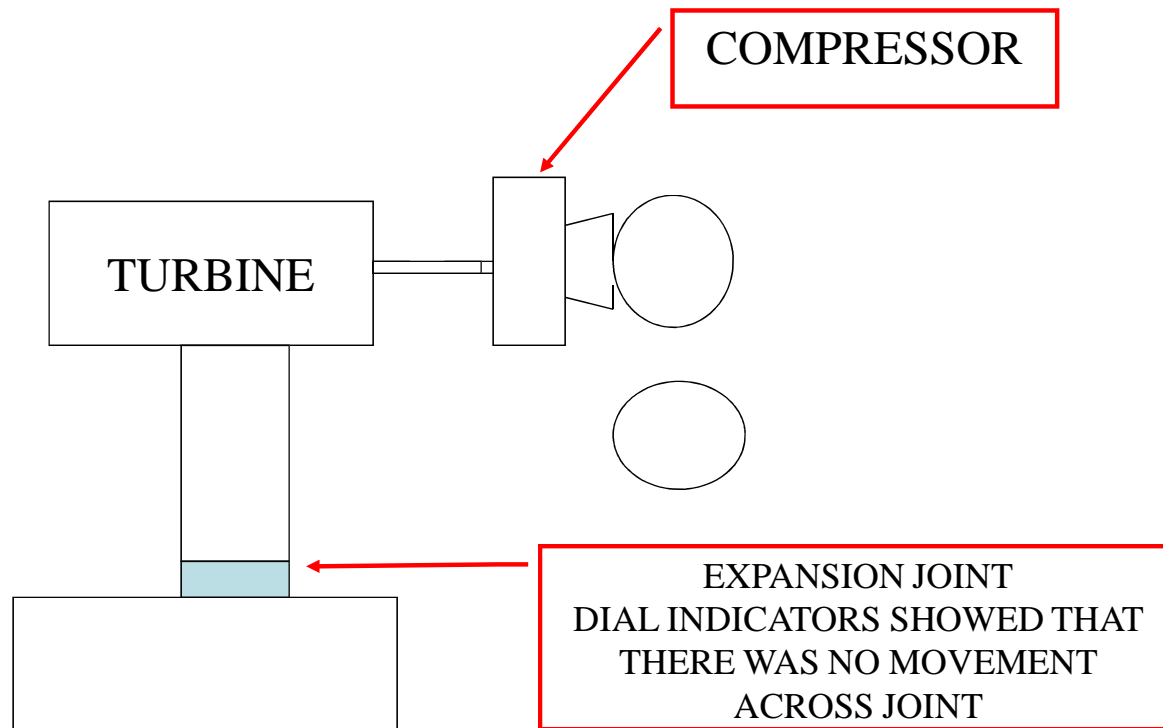 COMPRESSOR
TURBINE
EXPANSION JOINT
DIAL INDICATORS SHOWED THAT
THERE WAS NO MOVEMENT
ACROSS JOINT